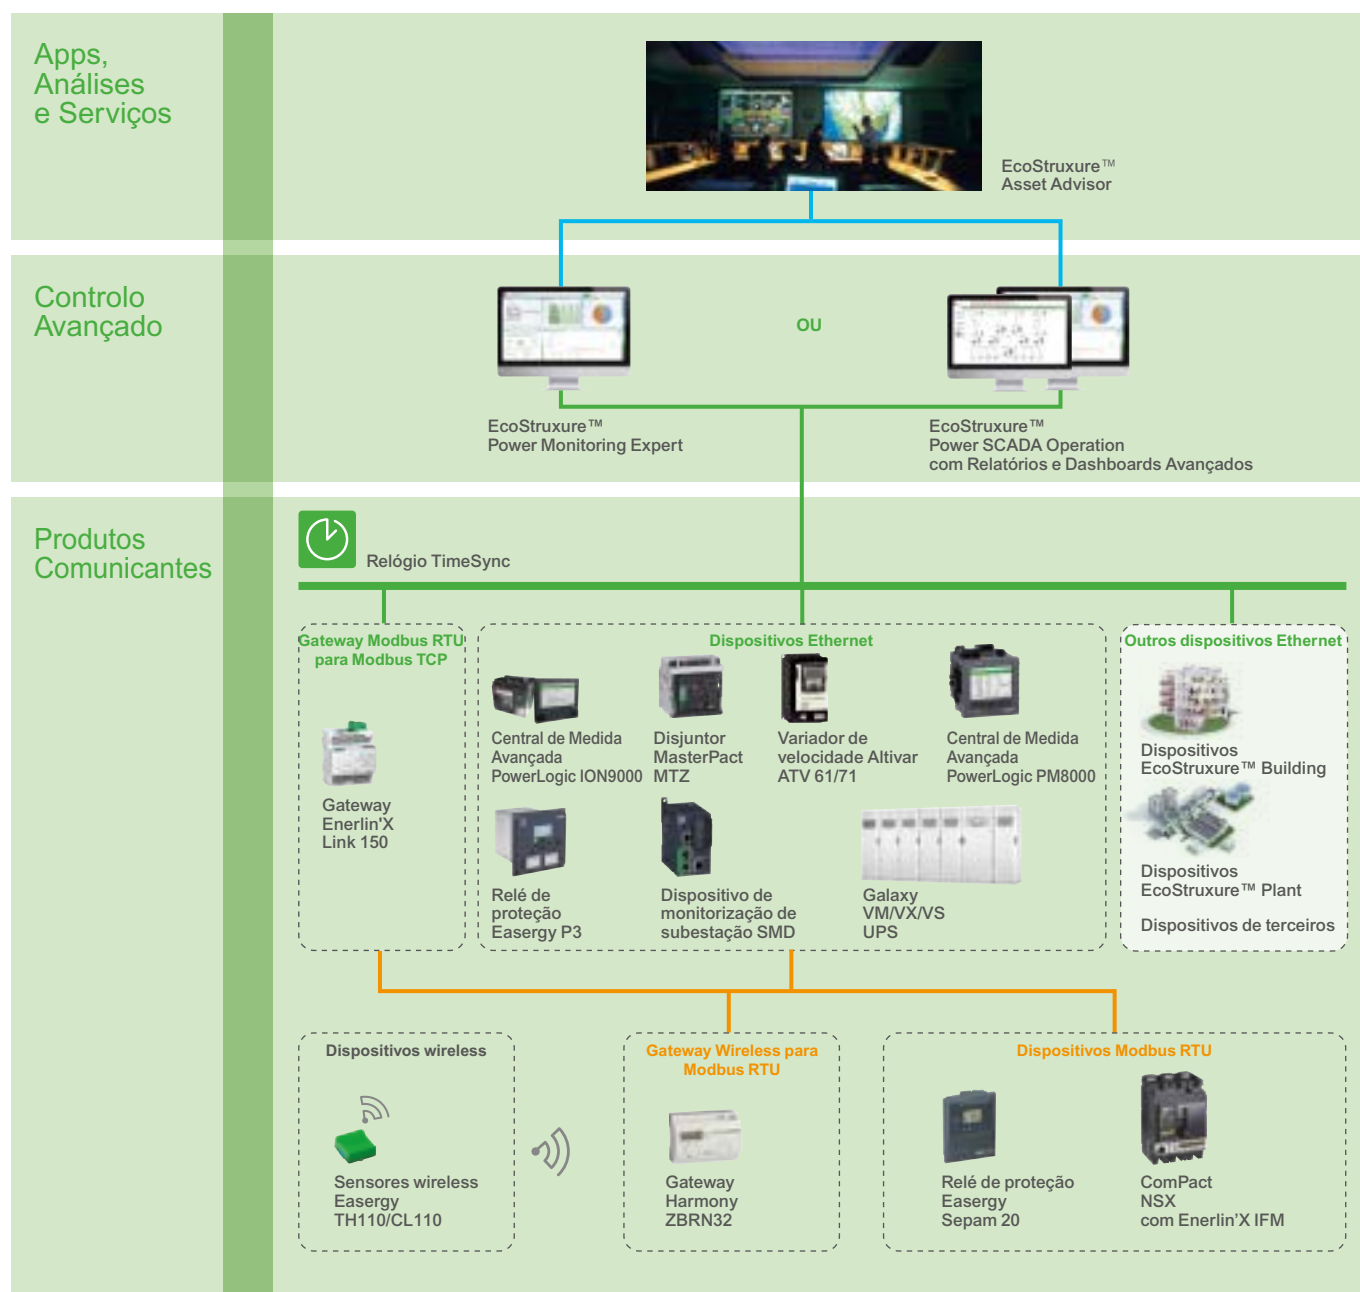 Apps,
Análises
e Serviços
EcoStruxure™
Asset Advisor
Controlo
Avançado
OU
EcoStruxure™
Power Monitoring Expert
EcoStruxure™
Power SCADA Operation
com Relatórios e Dashboards Avançados
Produtos
Comunicantes
Relógio TimeSync
Gateway Modbus RTU
para Modbus TCP
Gateway
Enerlin'X
Link 150
Dispositivos Ethernet
Central de Medida
Avançada
PowerLogic ION9000
Disjuntor
MasterPact
MTZ
Variador de
velocidade Altivar
ATV 61/71
Central de Medida
Avançada
PowerLogic PM8000
Relé de
proteção
Easergy P3
Dispositivo de
monitorização de
subestação SMD
Galaxy
VM/VX/VS
UPS
Outros dispositivos Ethernet
Dispositivos
EcoStruxure™ Building
Dispositivos
EcoStruxure™ Plant
Dispositivos de terceiros
Dispositivos wireless
Sensores wireless
Easergy
TH110/CL110
Gateway Wireless para
Modbus RTU
Gateway
Harmony
ZBRN32
Dispositivos Modbus RTU
Relé de proteção
Easergy
Sepam 20
ComPact
NSX
com Enerlin’X IFM